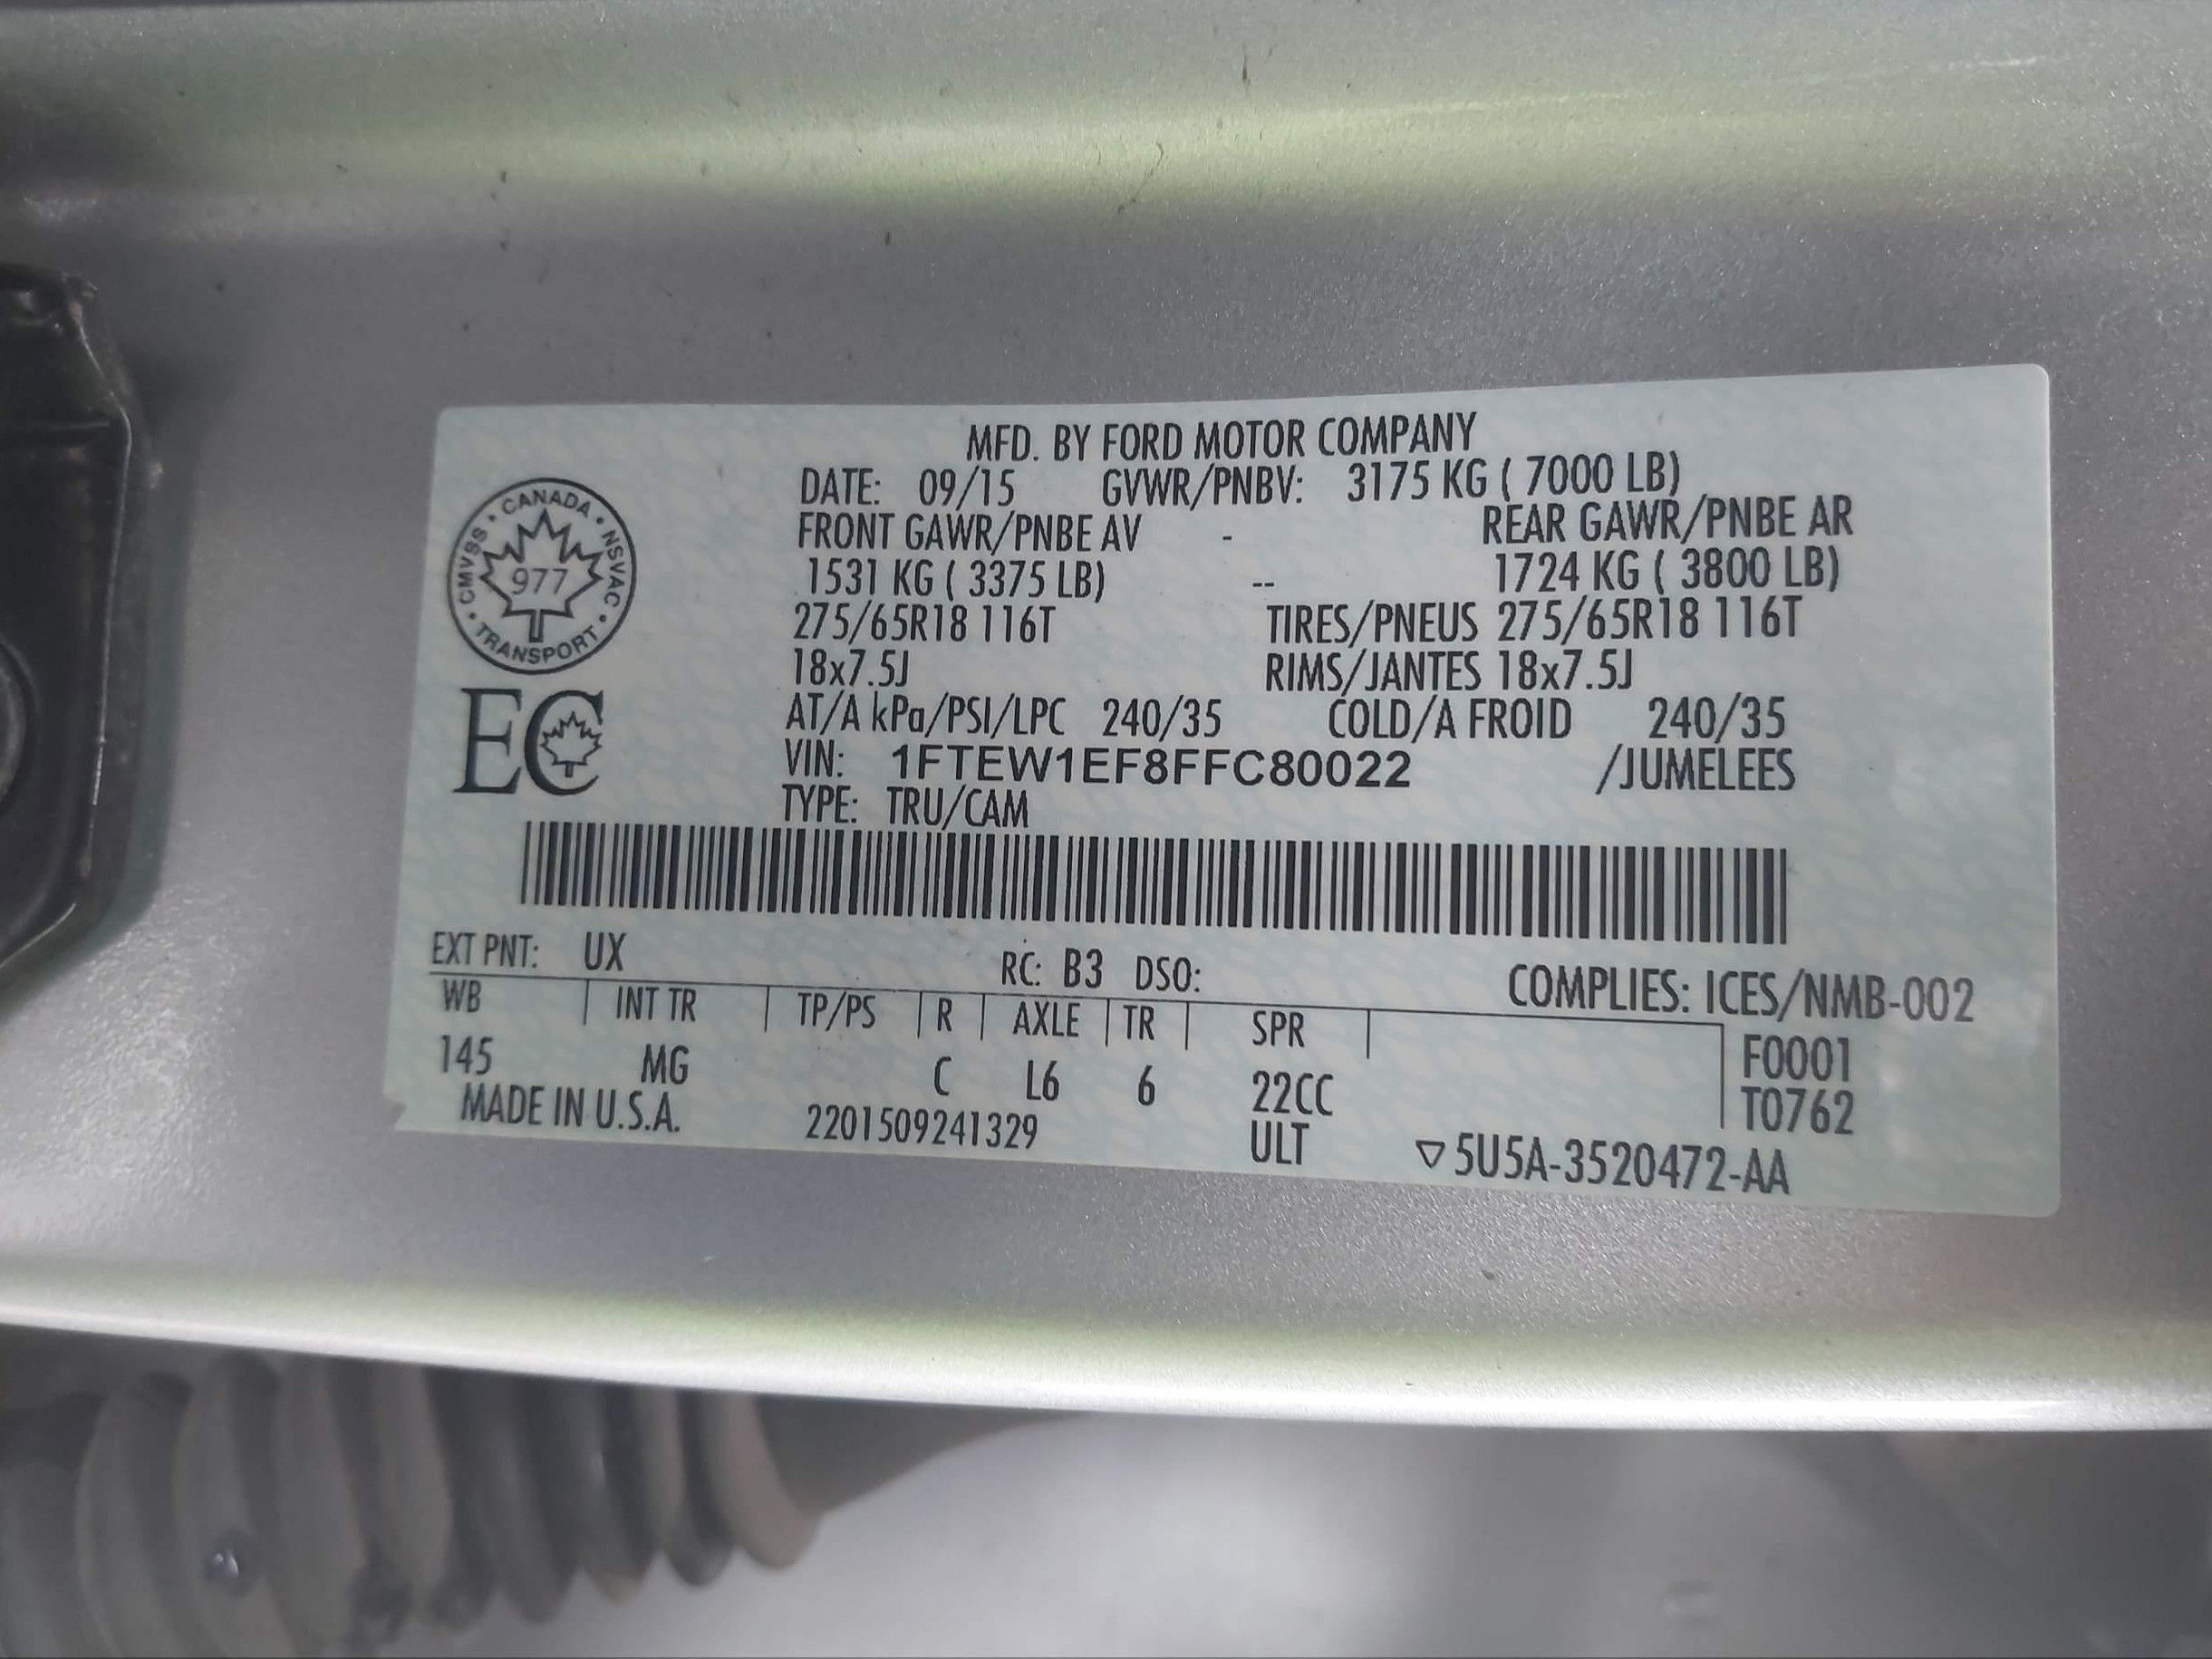 MFD. BY FORD MOTOR COMPANY
DATE: 09/15 GVWR/PNBV: 3175 KG ( 7000 LB)
FRONT GAWR/PNBE AV - REAR GAWR/PNBE AR
1531 KG ( 3375 LB) -- 1724 KG ( 3800 LB)
275/65R18 116T TIRES/PNEUS 275/65R18 116T
18x7.5J RIMS/JANTES 18x7.5J
AT/A kPa/PSI/LPC 240/35 COLD/A FROID 240/35
VIN: 1FTEW1EF8FFC80022 /JUMELEES
TYPE: TRU/CAM
CANADA • NSVAC • TRANSPORT • CMVSS •
977
EC
EXT PNT: UX RC: B3 DSO:
COMPLIES: ICES/NMB-002
WB | INT TR | TP/PS | R | AXLE | TR | SPR |
145 MG C L6 6 22CC
F0001
T0762
MADE IN U.S.A. 2201509241329 ULT ▽5U5A-3520472-AA